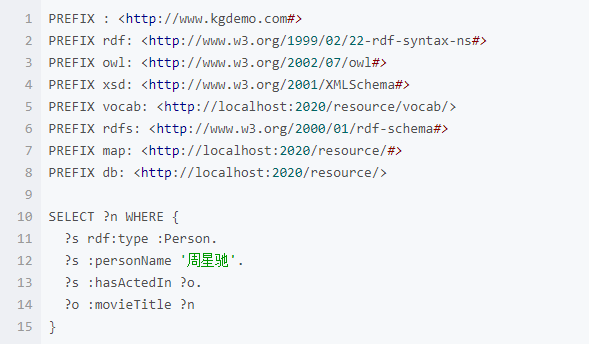 1 PREFIX : <http://www.kgdemo.com#>
2 PREFIX rdf: <http://www.w3.org/1999/02/22-rdf-syntax-ns#>
3 PREFIX owl: <http://www.w3.org/2002/07/owl#>
4 PREFIX xsd: <http://www.w3.org/2001/XMLSchema#>
5 PREFIX vocab: <http://localhost:2020/resource/vocab/>
6 PREFIX rdfs: <http://www.w3.org/2000/01/rdf-schema#>
7 PREFIX map: <http://localhost:2020/resource/#>
8 PREFIX db: <http://localhost:2020/resource/>
9
10 SELECT ?n WHERE {
11   ?s rdf:type :Person.
12   ?s :personName '周星驰'.
13   ?s :hasActedIn ?o.
14   ?o :movieTitle ?n
15 }